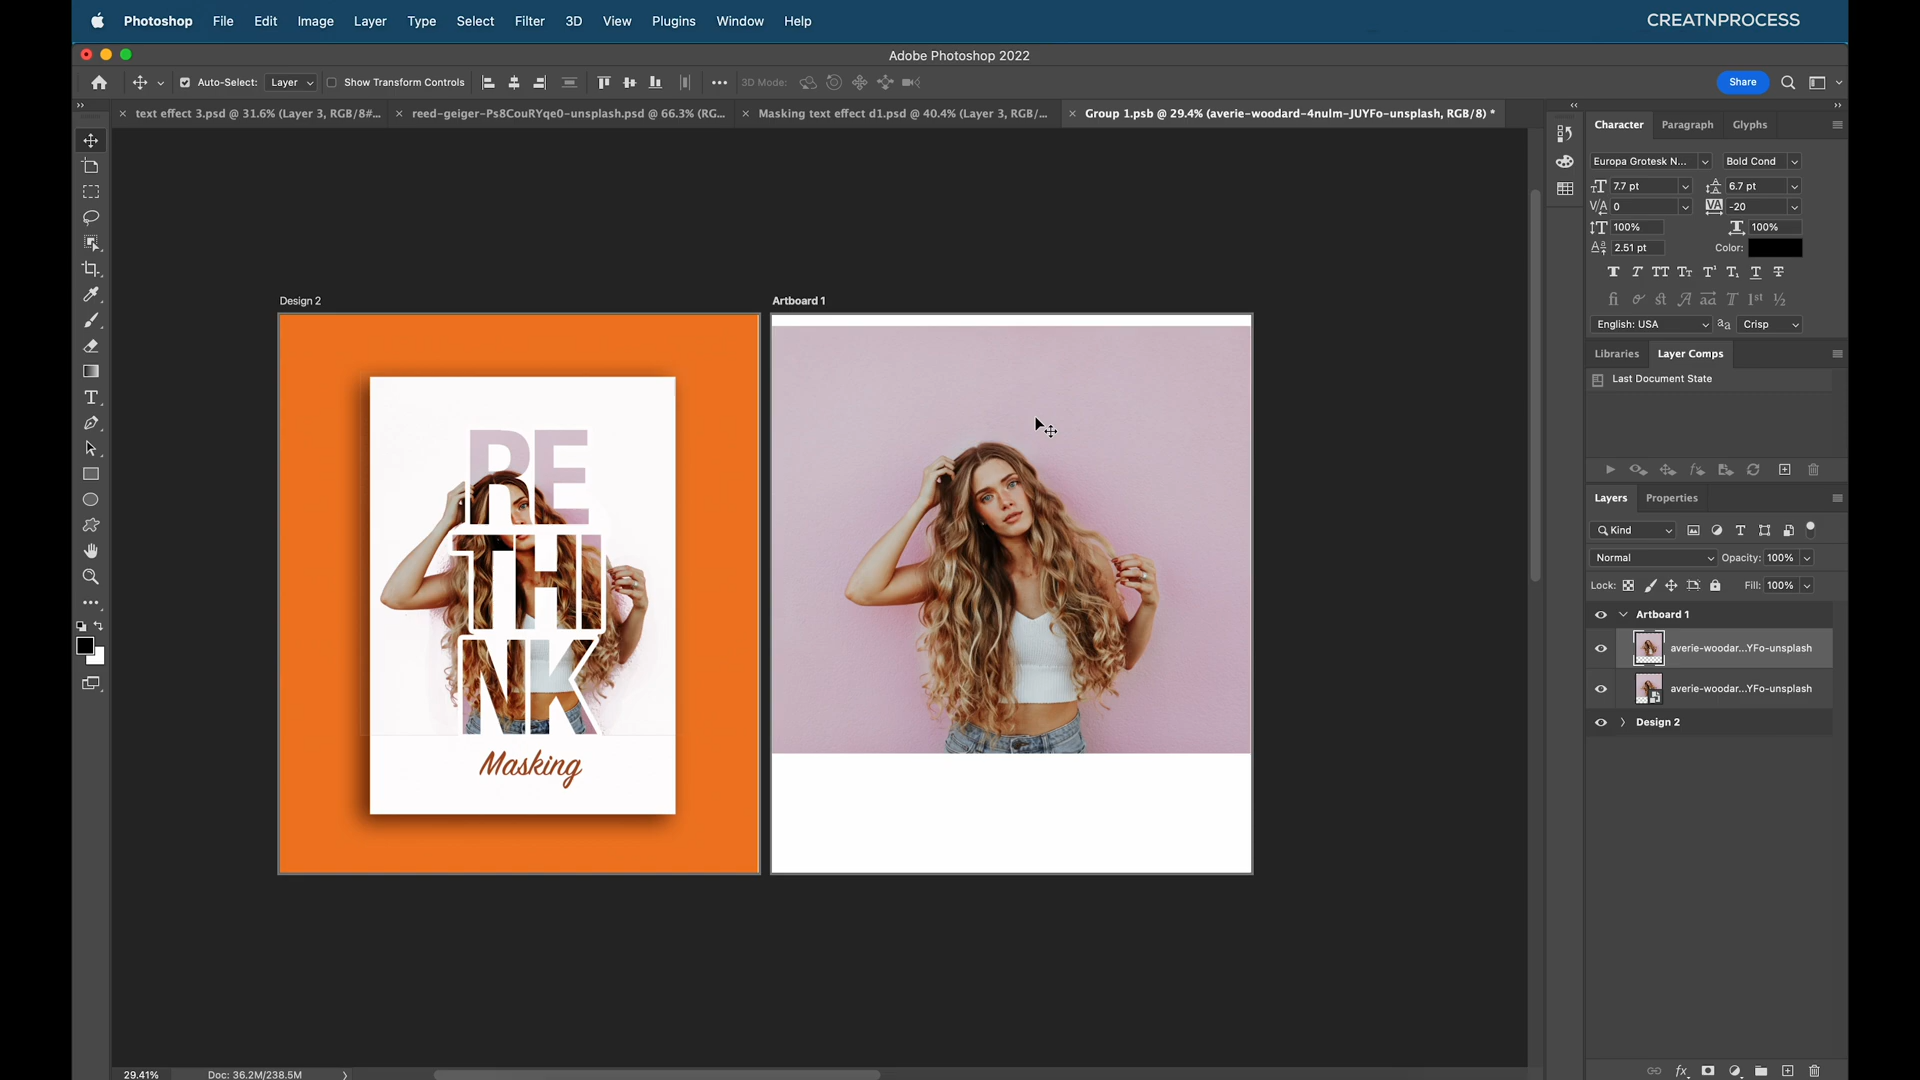 Photoshop File Edit Image Layer Type Select Filter 3D View Plugins Window Help
CREATNPROCESS
Adobe Photoshop 2022
Auto-Select: Layer Show Transform Controls 3D Mode: Share
text effect 3.psd @ 31.6% (Layer 3, RGB/8#...
reed-geiger-Ps8CouRYqe0-unsplash.psd @ 66.3% (RG...
Masking text effect d1.psd @ 40.4% (Layer 3, RGB/...
Group 1.psb @ 29.4% (averie-woodard-4nulm-JUYFo-unsplash, RGB/8) *
Character Paragraph Glyphs
Europa Grotesk N... Bold Cond
7.7 pt 6.7 pt
0 -20
100% 100%
2.51 pt Color:
English: USA Crisp
Libraries Layer Comps
Last Document State
Layers Properties
Kind
Normal Opacity: 100%
Lock: Fill: 100%
Artboard 1
averie-woodar...YFo-unsplash
averie-woodar...YFo-unsplash
Design 2
Design 2
RE
THI
NK
Masking
Artboard 1
29.41% Doc: 36.2M/238.5M